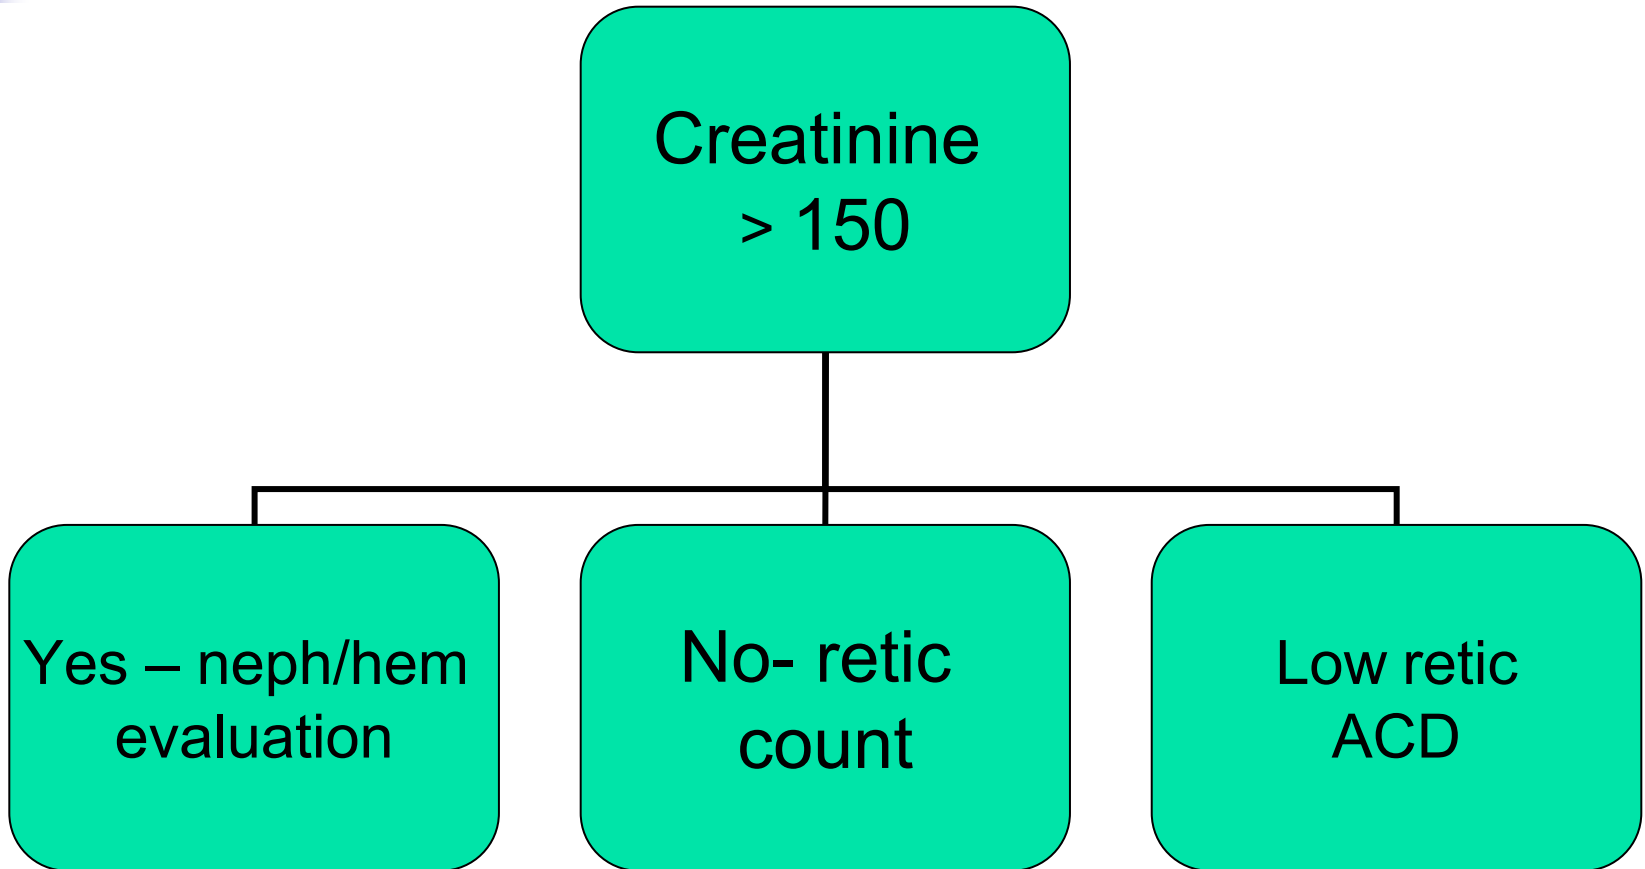 Creatinine
> 150
Yes – neph/hem
evaluation
No- retic
count
Low retic
ACD